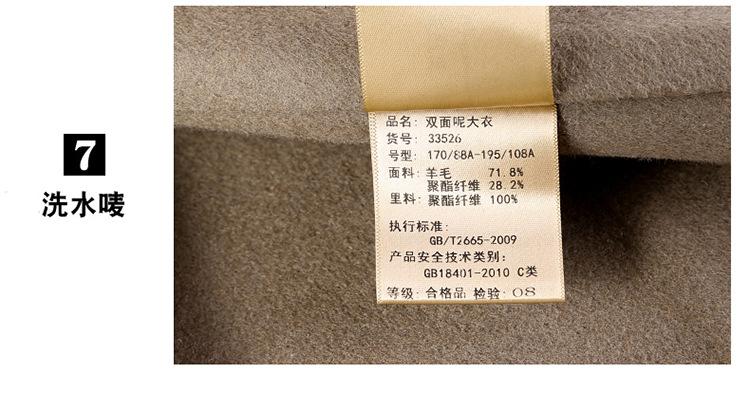 7
洗水唛
品名: 双面呢大衣
货号: 33526
号型: 170/88A-195/108A
面料: 羊毛 71.8%
聚酯纤维 28.2%
里料: 聚酯纤维 100%
执行标准:
GB/T2665-2009
产品安全技术类别:
GB18401-2010 C类
等级: 合格品 检验: 08